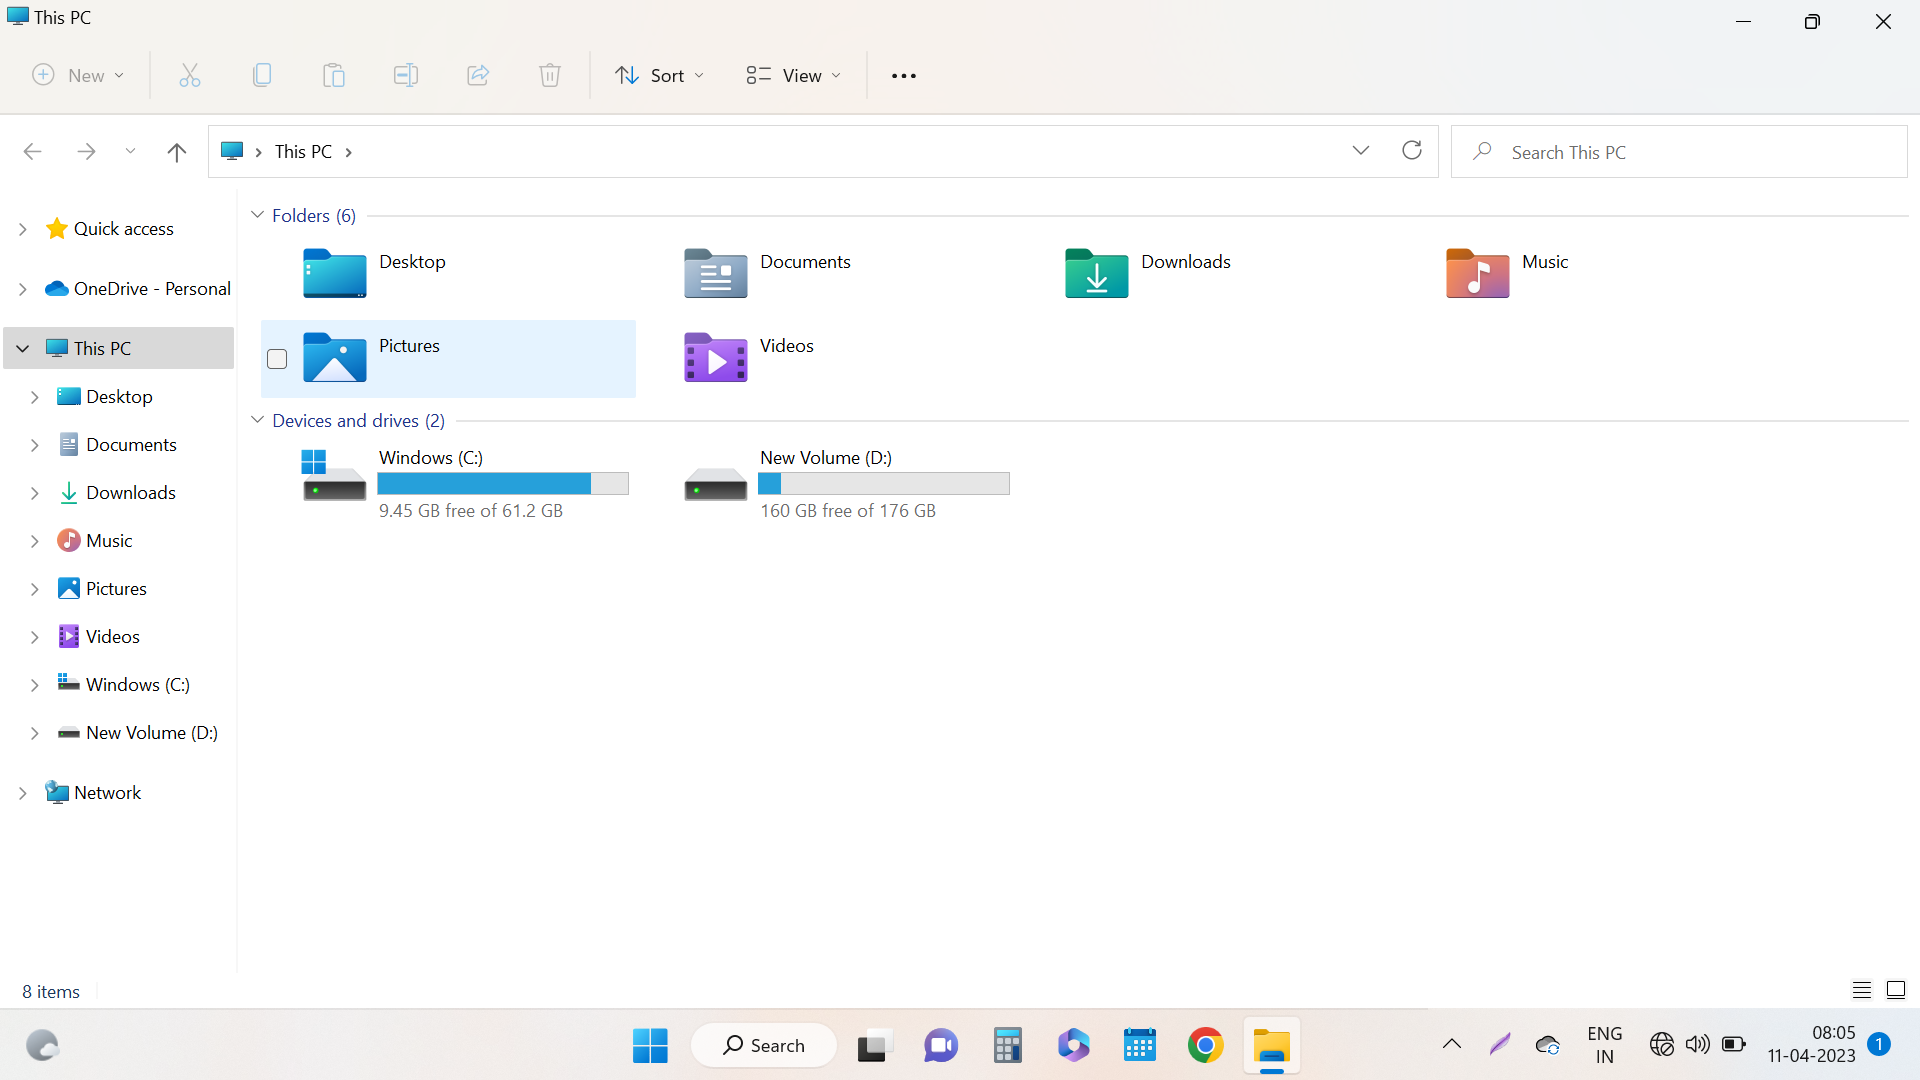 This PC
New
Sort
View
This PC
Search This PC
Quick access
OneDrive - Personal
This PC
Desktop
Documents
Downloads
Music
Pictures
Videos
Windows (C:)
New Volume (D:)
Network
Folders (6)
Desktop
Documents
Downloads
Music
Pictures
Videos
Devices and drives (2)
Windows (C:)
9.45 GB free of 61.2 GB
New Volume (D:)
160 GB free of 176 GB
8 items
Search
ENG
IN
08:05
11-04-2023
1